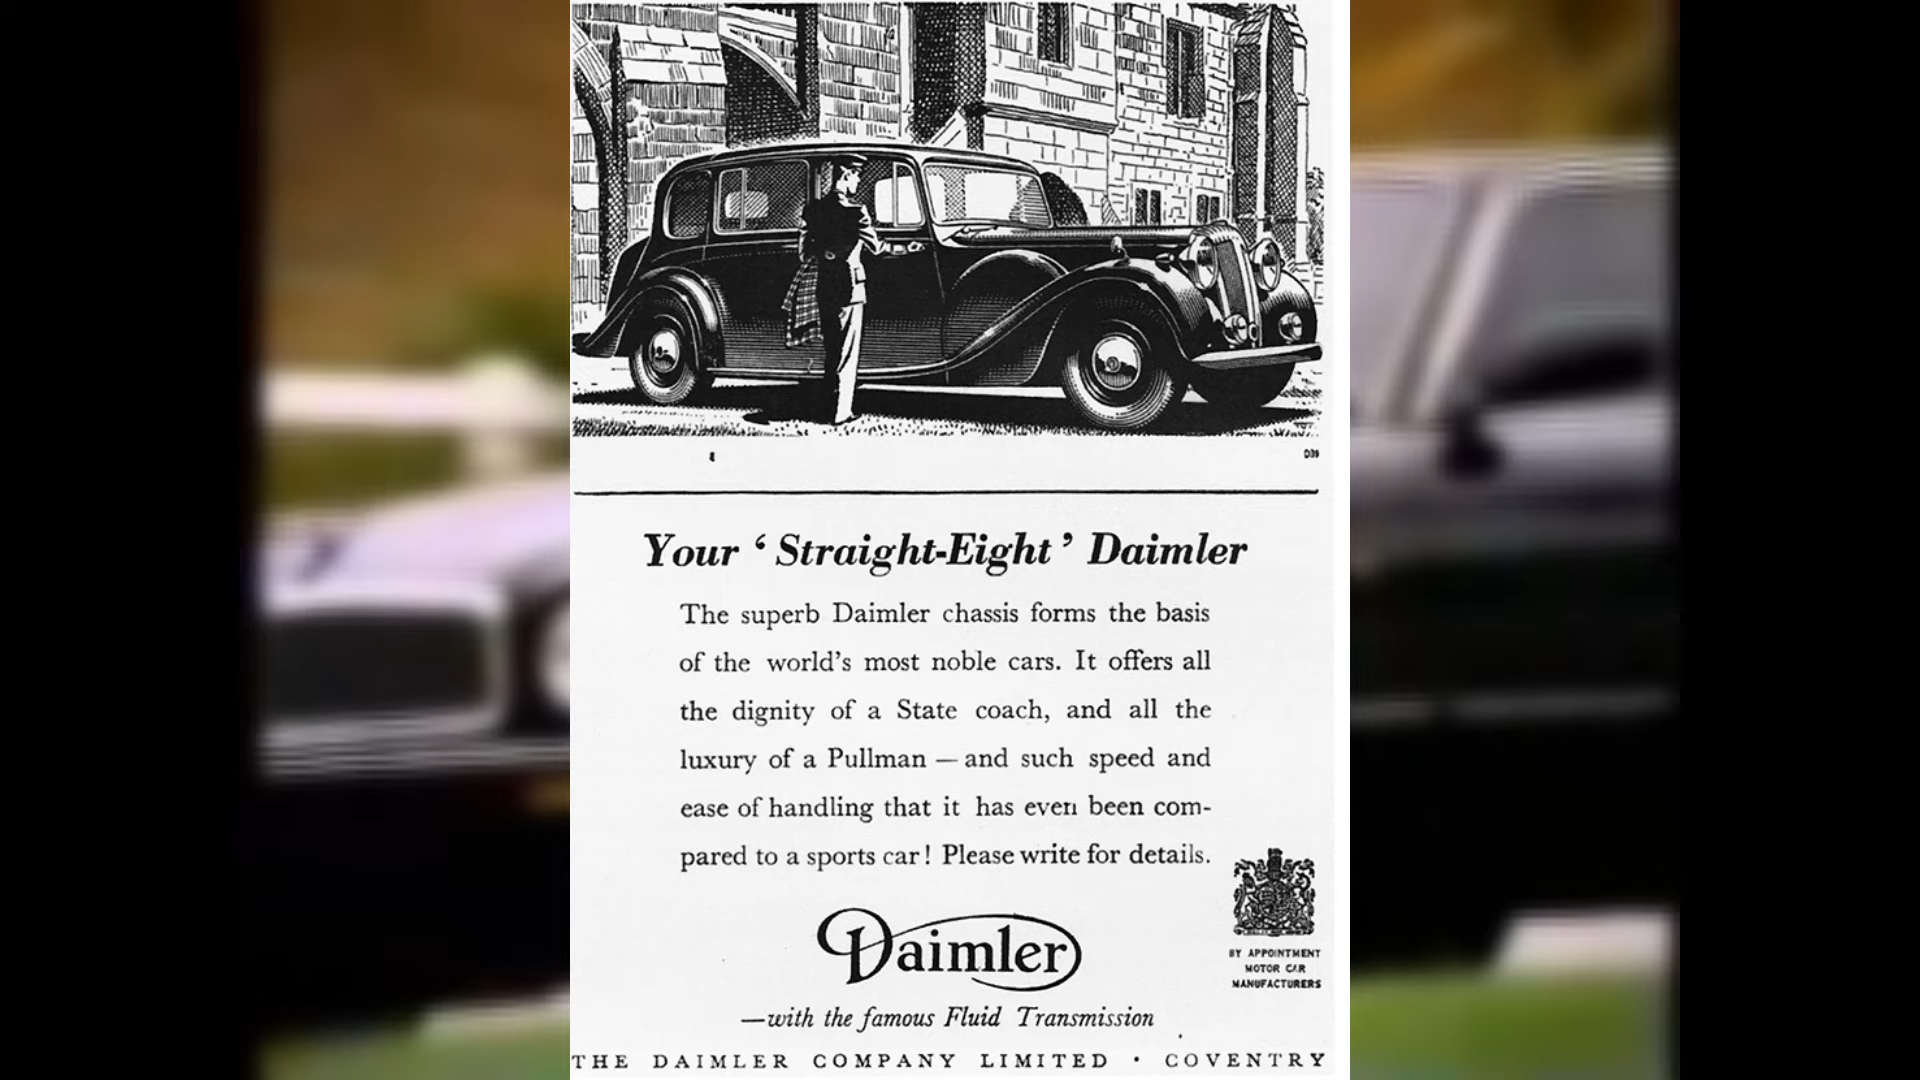 D39
Your ‘Straight-Eight’ Daimler
The superb Daimler chassis forms the basis
of the world's most noble cars. It offers all
the dignity of a State coach, and all the
luxury of a Pullman — and such speed and
ease of handling that it has even been com-
pared to a sports car! Please write for details.
BY APPOINTMENT
MOTOR CAR
MANUFACTURERS
Daimler
—with the famous Fluid Transmission
THE DAIMLER COMPANY LIMITED • COVENTRY